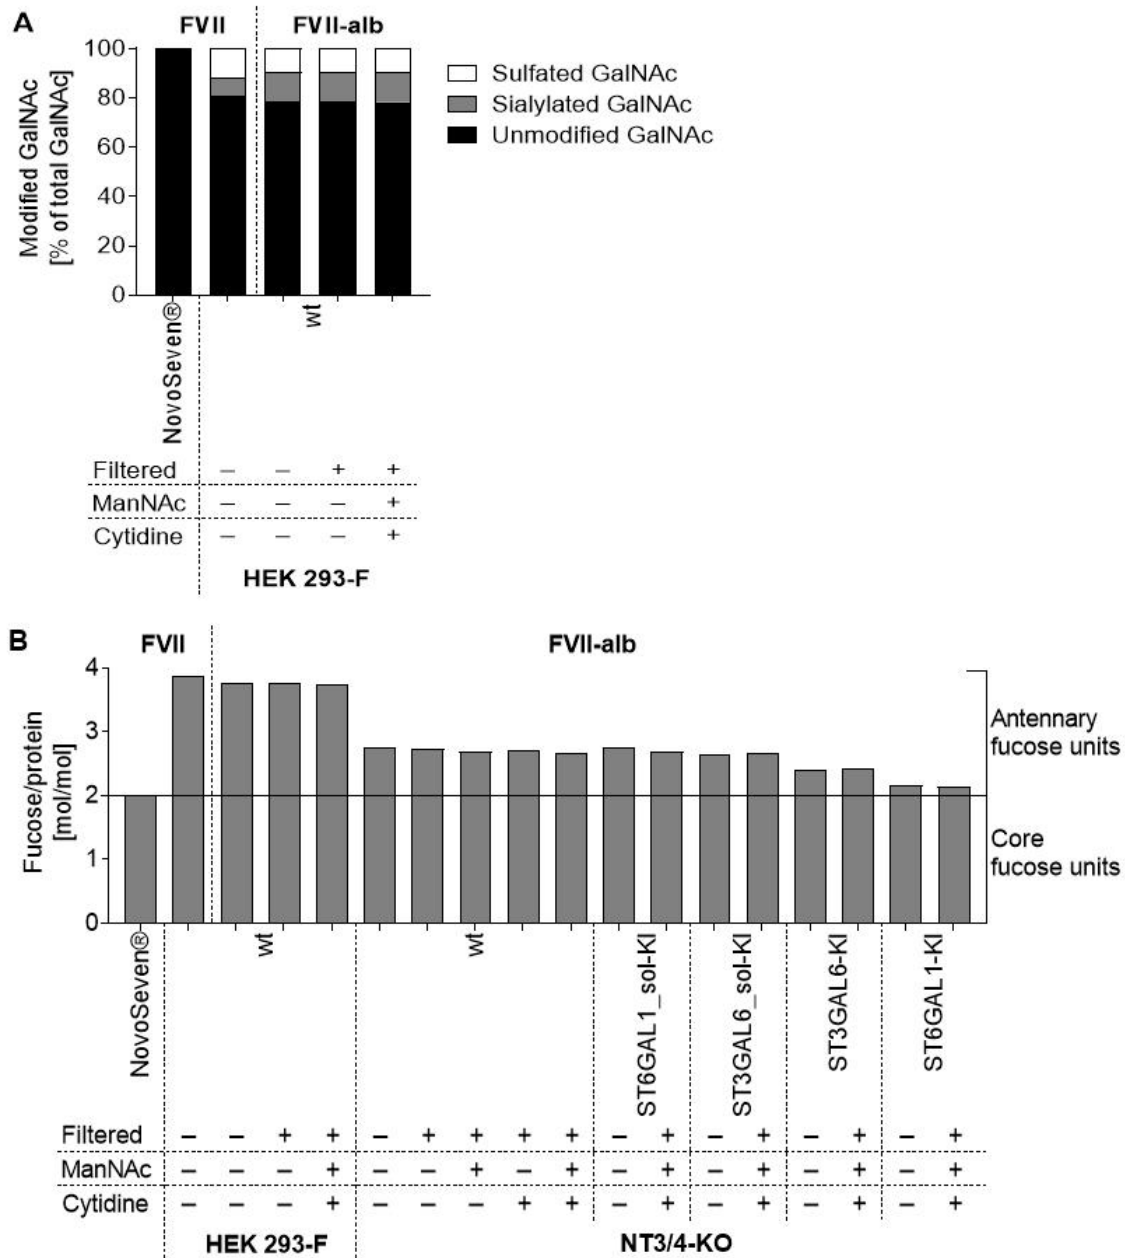 A
FVII
FVII-alb
Modified GalNAc
[% of total GalNAc]
100
80
60
40
20
0
Sulfated GalNAc
Sialylated GalNAc
Unmodified GalNAc
NovoSeven®
wt
Filtered – – + +
ManNAc – – – +
Cytidine – – – +
HEK 293-F
B
FVII
FVII-alb
Fucose/protein
[mol/mol]
4
3
2
1
0
Antennary
fucose units
Core
fucose units
NovoSeven®
wt
wt
ST6GAL1_sol-KI
ST3GAL6_sol-KI
ST3GAL6-KI
ST6GAL1-KI
Filtered – – + + – + + + + – + – + – + – +
ManNAc – – – + – – + – + – + – + – + – +
Cytidine – – – + – – – + + – + – + – + – +
HEK 293-F
NT3/4-KO